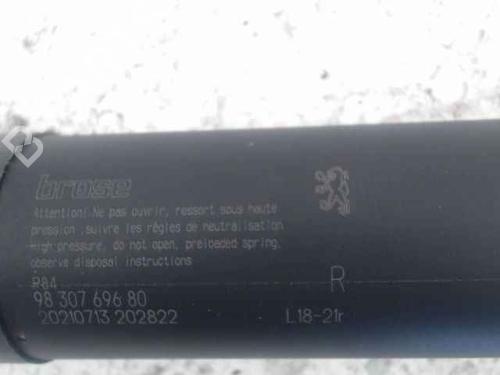 brose
Attention! Ne pas ouvrir, ressort sous haute
pression ,suivre les règles de neutralisation
High pressure, do not open, preloaded spring,
observe disposal instructions
P84
R
98 307 696 80
20210713 202822
L18-21r
B